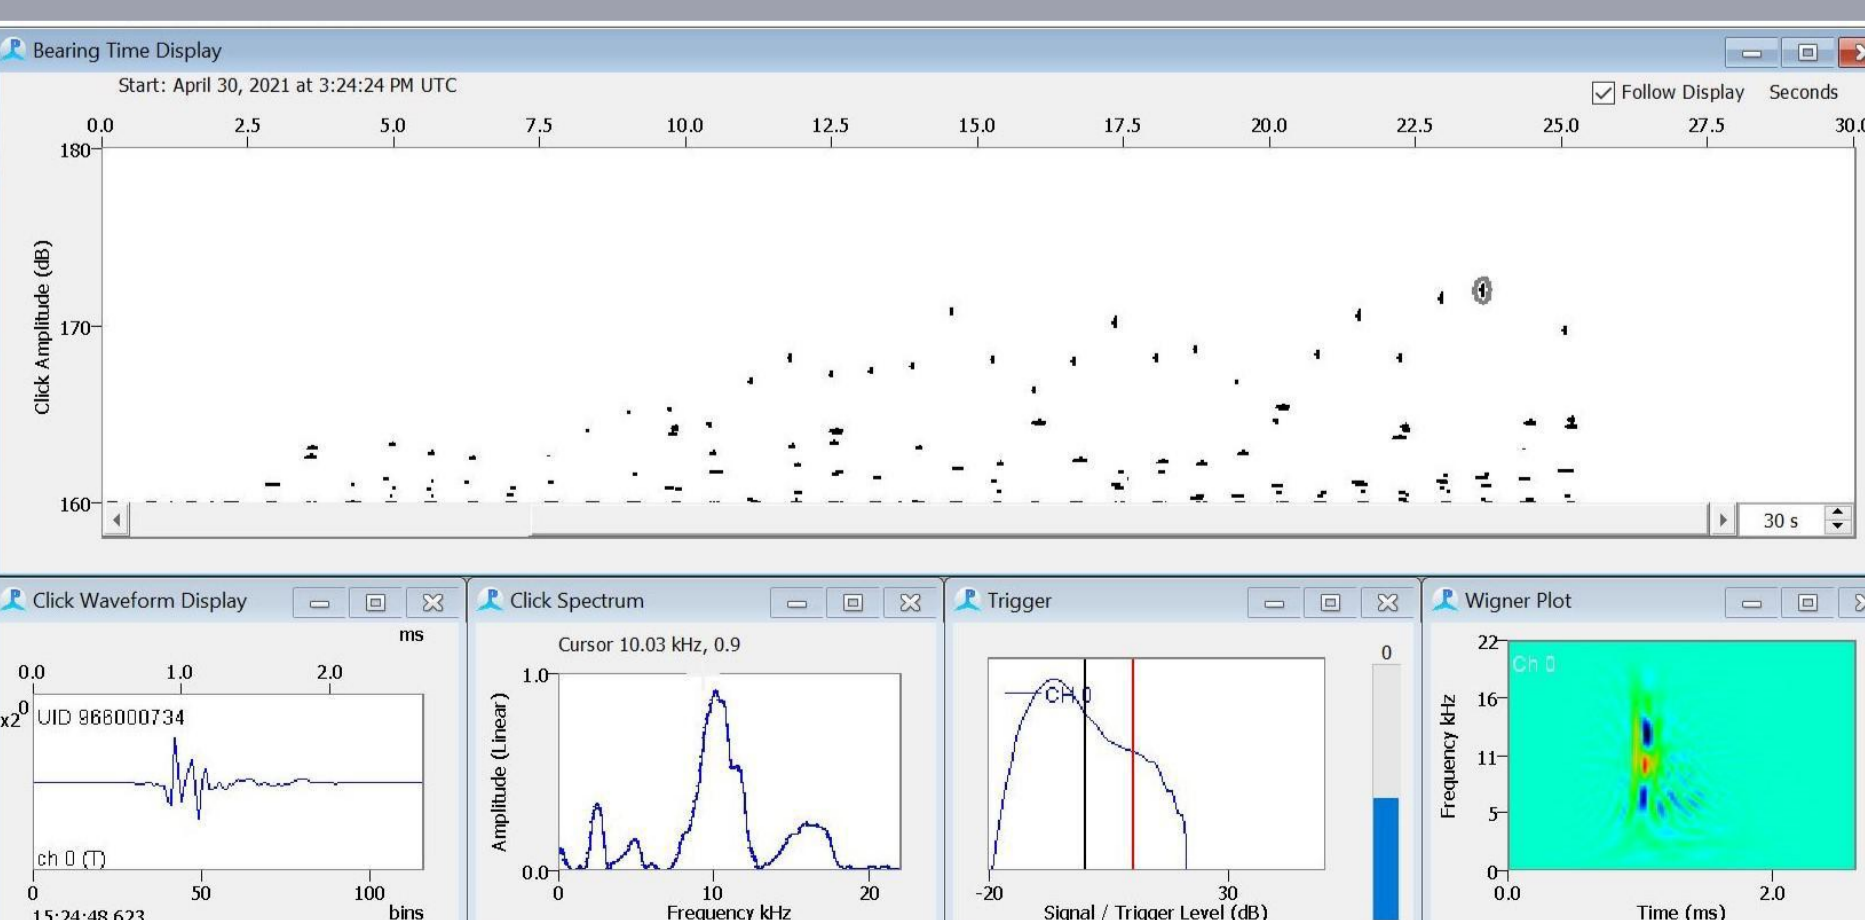 Bearing Time Display
Start: April 30, 2021 at 3:24:24 PM UTC
Follow Display Seconds
0.0 2.5 5.0 7.5 10.0 12.5 15.0 17.5 20.0 22.5 25.0 27.5 30.0
180
170
160
Click Amplitude (dB)
30 s
Click Waveform Display
ms
0.0 1.0 2.0
x2^0
UID 966000734
ch 0 (T)
0 50 100
15:24:48.623 bins
Click Spectrum
Cursor 10.03 kHz, 0.9
1.0
Amplitude (Linear)
0.0
0 10 20
Frequency kHz
Trigger
0
CH 0
-20 30
Signal / Trigger Level (dB)
Wigner Plot
22
Ch 0
16
Frequency kHz
11
5
0
0.0 2.0
Time (ms)